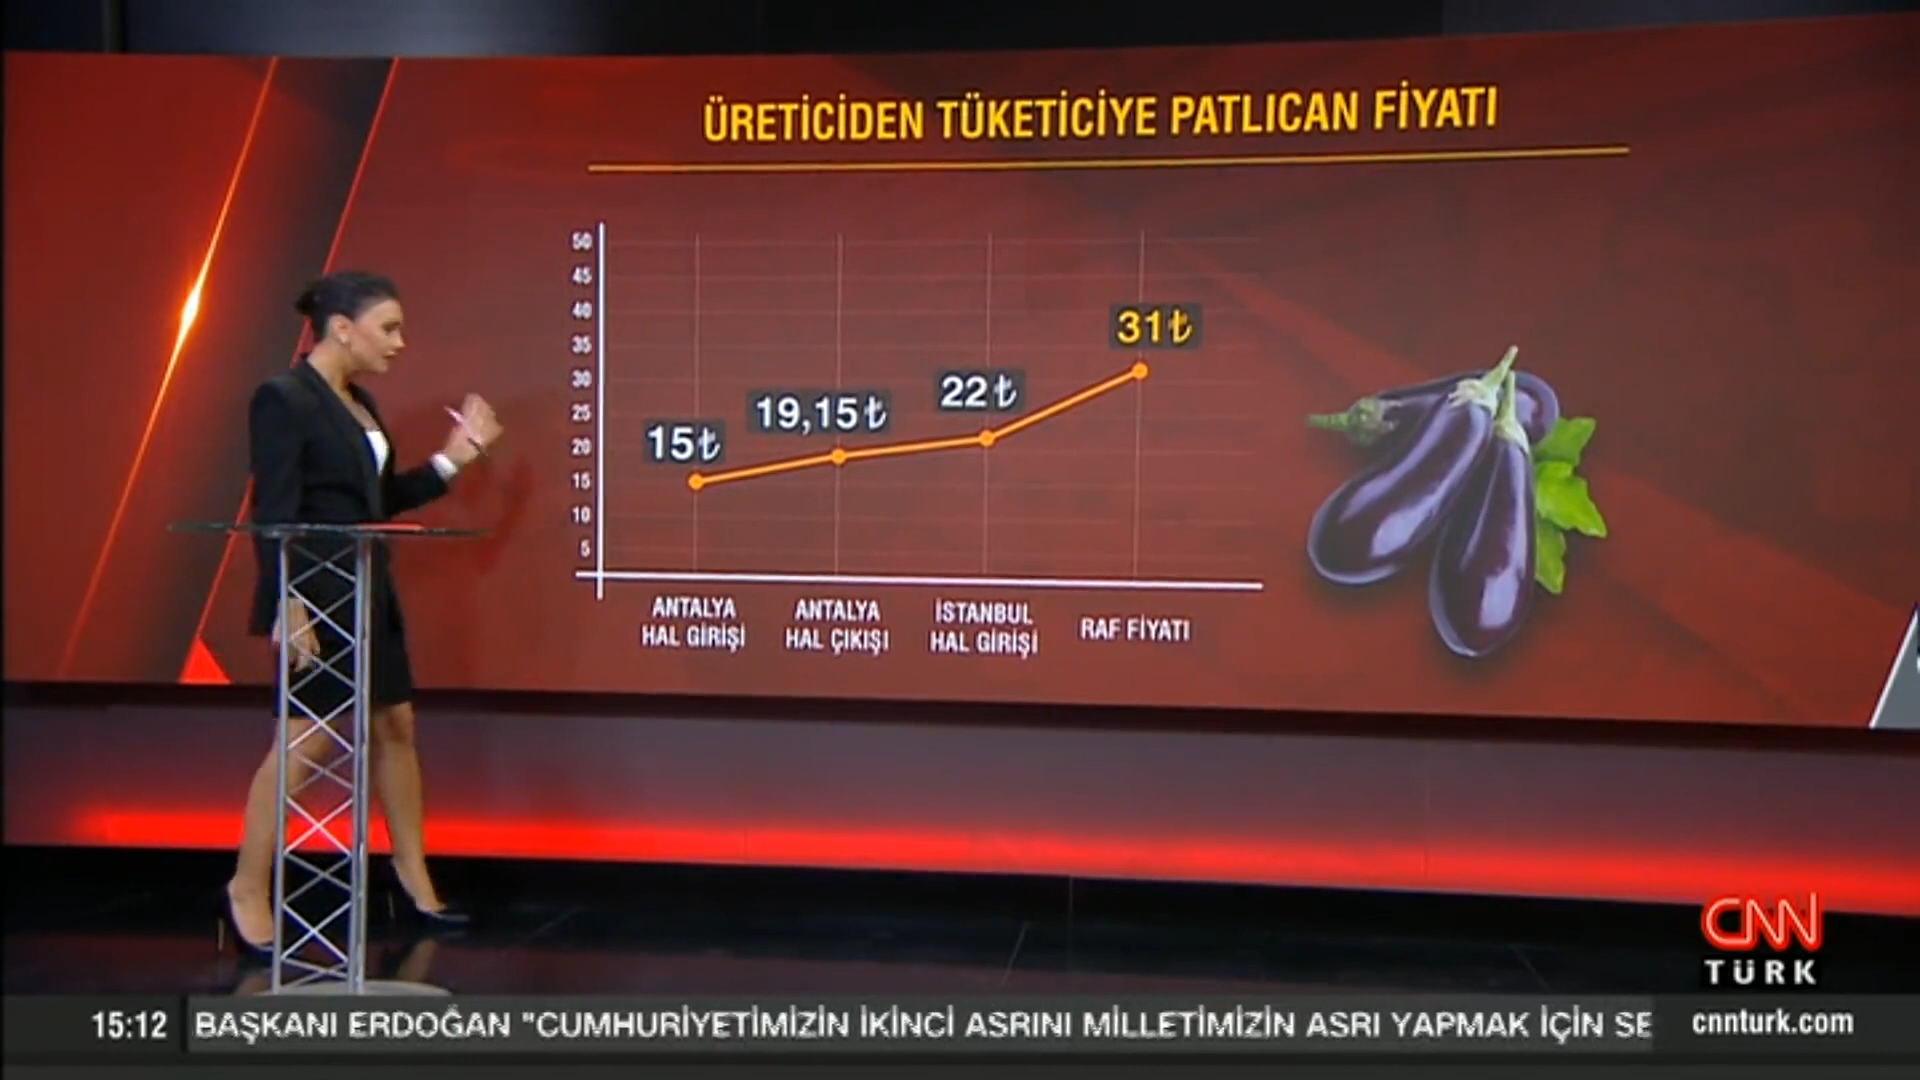 ÜRETİCİDEN TÜKETİCİYE PATLICAN FİYATI
50
45
40
35
30
25
20
15
10
5
15₺
19,15₺
22₺
31₺
ANTALYA
HAL GİRİŞİ
ANTALYA
HAL ÇIKIŞI
İSTANBUL
HAL GİRİŞİ
RAF FİYATI
CNN
TÜRK
15:12
BAŞKANI ERDOĞAN "CUMHURİYETİMİZİN İKİNCİ ASRINI MİLLETİMİZİN ASRI YAPMAK İÇİN SE
cnnturk.com